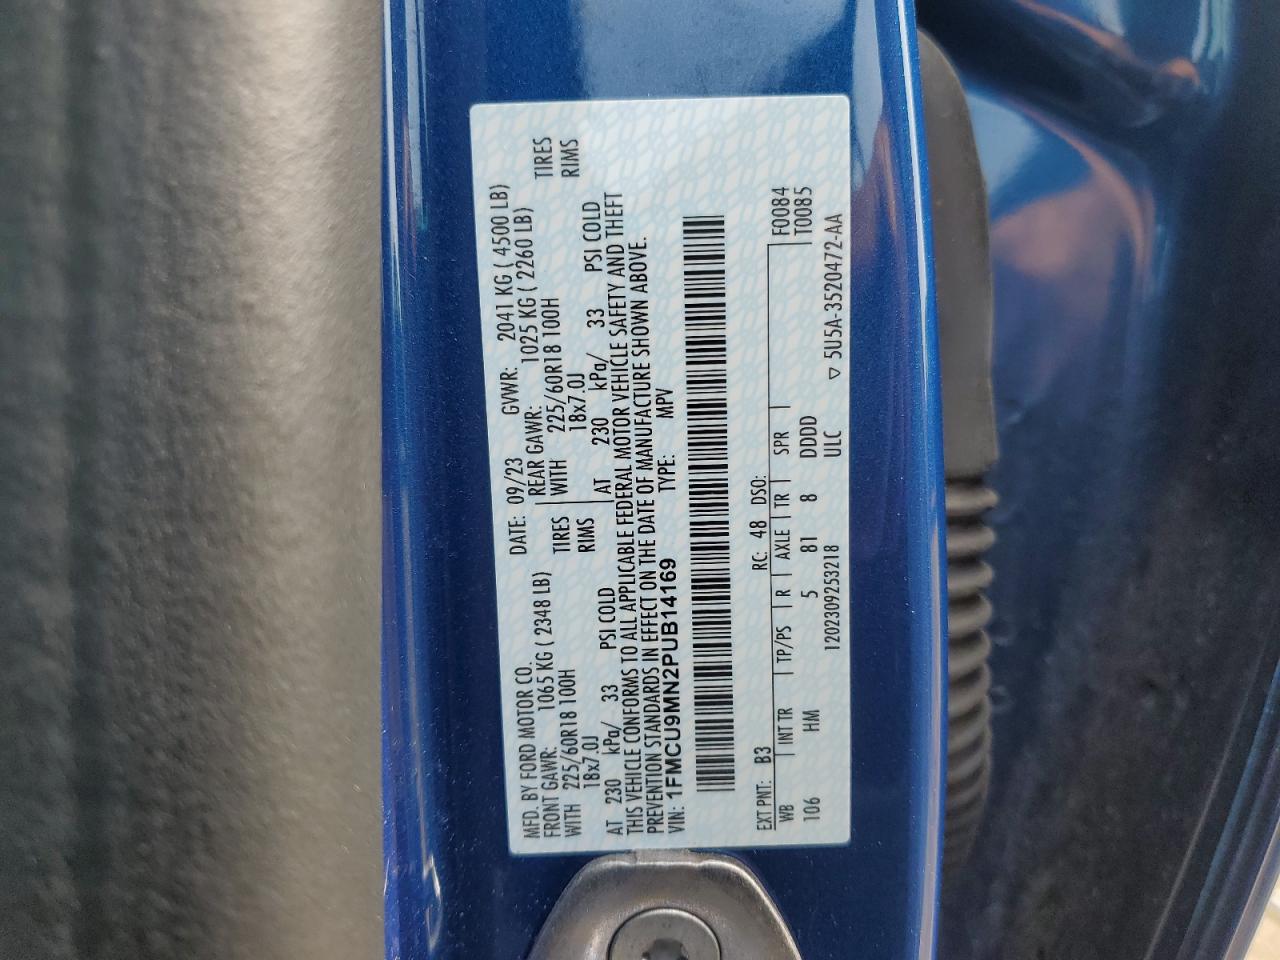 MFD. BY FORD MOTOR CO.
DATE: 09/23 GVWR: 2041 KG ( 4500 LB)
FRONT GAWR: 1065 KG ( 2348 LB) REAR GAWR: 1025 KG ( 2260 LB)
WITH 225/60R18 100H TIRES WITH 225/60R18 100H TIRES
18x7.0J RIMS 18x7.0J RIMS
AT 230 kPa/ 33 PSI COLD AT 230 kPa/ 33 PSI COLD
THIS VEHICLE CONFORMS TO ALL APPLICABLE FEDERAL MOTOR VEHICLE SAFETY AND THEFT
PREVENTION STANDARDS IN EFFECT ON THE DATE OF MANUFACTURE SHOWN ABOVE.
VIN: 1FMCU9MN2PUB14169 TYPE: MPV
EXT PNT: B3 RC: 48 DSO: F0084
WB INT TR TP/PS R AXLE TR SPR T0085
106 HM 5 81 8 DDDD
120230925​3218 ULC ▽ 5U5A-3520472-AA